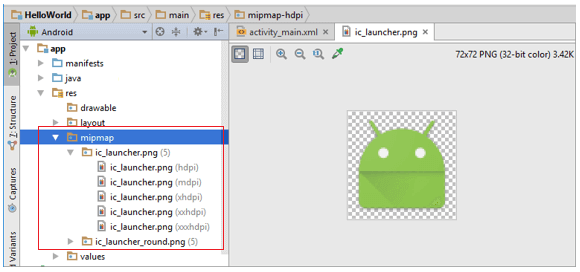 HelloWorld app src main res mipmap-hdpi
Android
activity_main.xml
ic_launcher.png
72x72 PNG (32-bit color) 3.42K
1: Project
7: Structure
Captures
Variants
app
manifests
java
res
drawable
layout
mipmap
ic_launcher.png (5)
ic_launcher.png (hdpi)
ic_launcher.png (mdpi)
ic_launcher.png (xhdpi)
ic_launcher.png (xxhdpi)
ic_launcher.png (xxxhdpi)
ic_launcher_round.png (5)
values